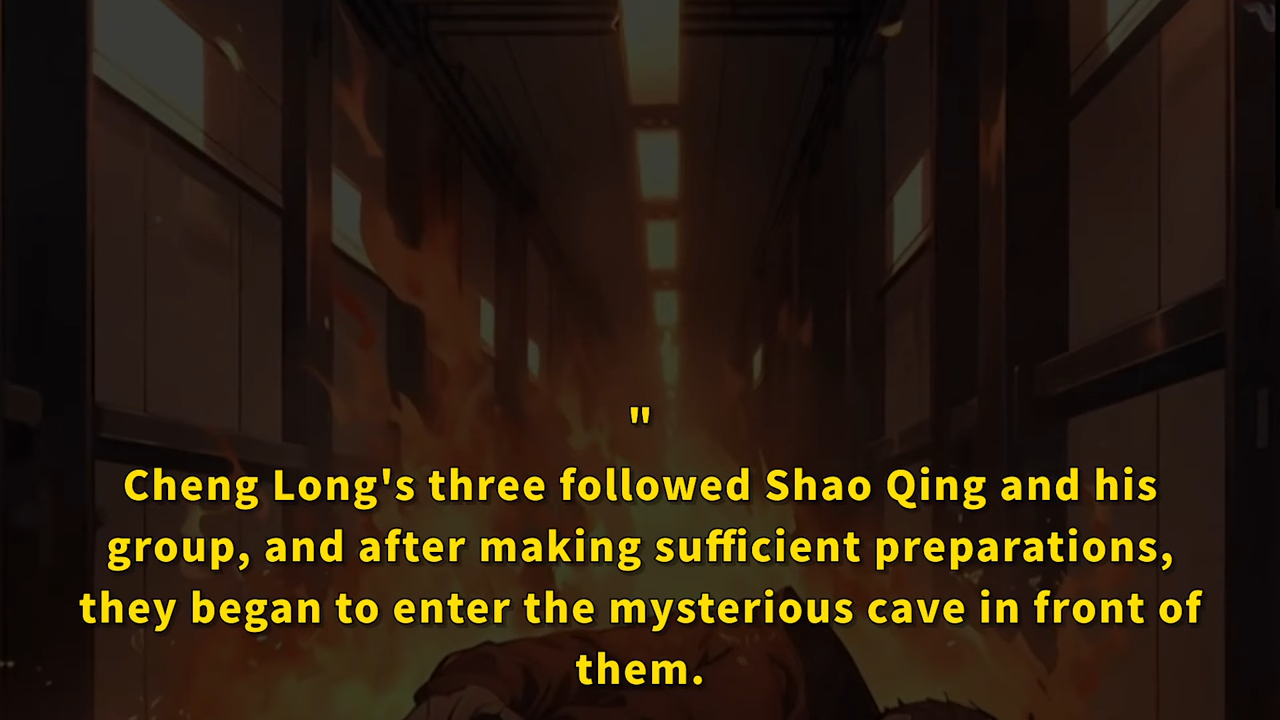 "
Cheng Long's three followed Shao Qing and his
group, and after making sufficient preparations,
they began to enter the mysterious cave in front of
them.